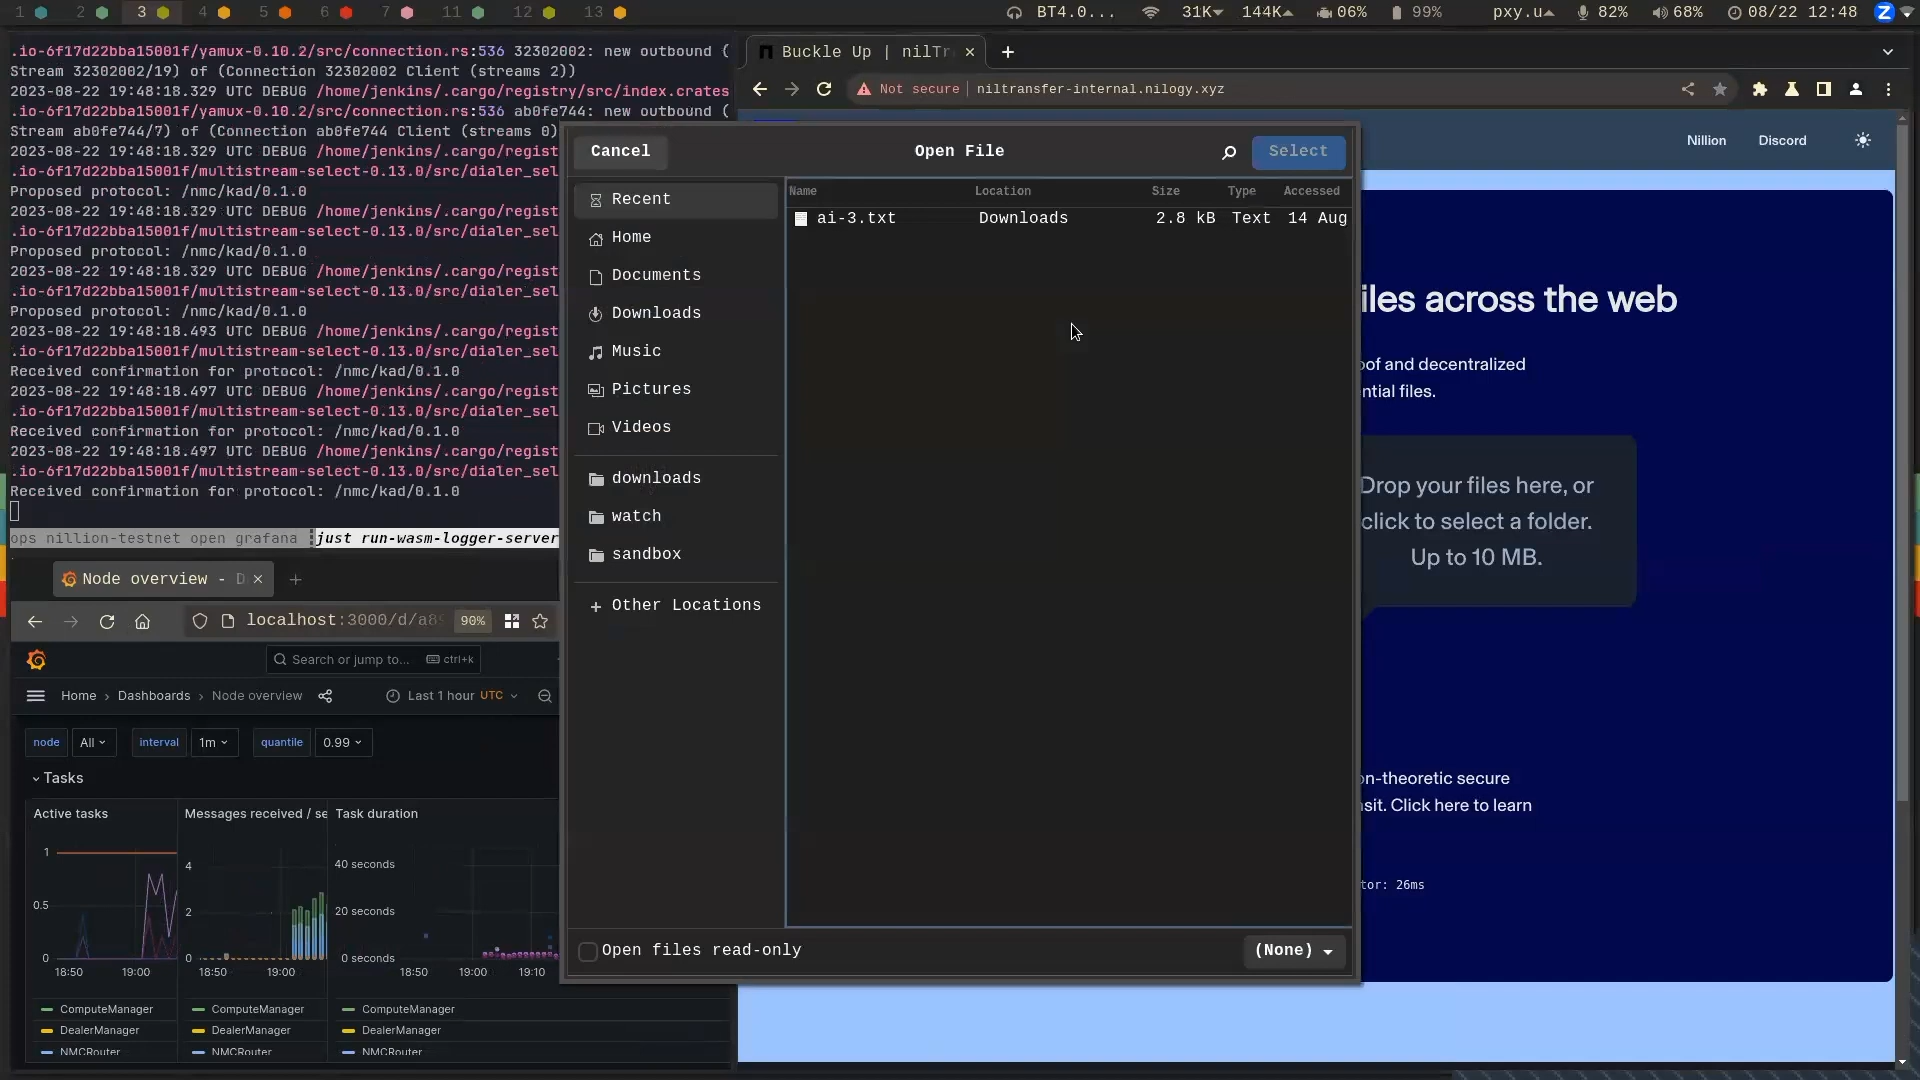 1 2 3 4 5 6 7 11 12 13 BT4.0... 31K 144K 06% 99% pxy.u 82% 68% 08/22 12:48 Z
.io-6f17d22bba15001f/yamux-0.10.2/src/connection.rs:536 32302002: new outbound (
Stream 32302002/19) of (Connection 32302002 Client (streams 2))
2023-08-22 19:48:18.329 UTC DEBUG /home/jenkins/.cargo/registry/src/index.crates
.io-6f17d22bba15001f/yamux-0.10.2/src/connection.rs:536 ab0fe744: new outbound (
Stream ab0fe744/7) of (Connection ab0fe744 Client (streams 0)
2023-08-22 19:48:18.329 UTC DEBUG /home/jenkins/.cargo/regist
.io-6f17d22bba15001f/multistream-select-0.13.0/src/dialer_sel
Proposed protocol: /nmc/kad/0.1.0
2023-08-22 19:48:18.329 UTC DEBUG /home/jenkins/.cargo/regist
.io-6f17d22bba15001f/multistream-select-0.13.0/src/dialer_sel
Proposed protocol: /nmc/kad/0.1.0
2023-08-22 19:48:18.329 UTC DEBUG /home/jenkins/.cargo/regist
.io-6f17d22bba15001f/multistream-select-0.13.0/src/dialer_sel
Proposed protocol: /nmc/kad/0.1.0
2023-08-22 19:48:18.493 UTC DEBUG /home/jenkins/.cargo/regist
.io-6f17d22bba15001f/multistream-select-0.13.0/src/dialer_sel
Received confirmation for protocol: /nmc/kad/0.1.0
2023-08-22 19:48:18.497 UTC DEBUG /home/jenkins/.cargo/regist
.io-6f17d22bba15001f/multistream-select-0.13.0/src/dialer_sel
Received confirmation for protocol: /nmc/kad/0.1.0
2023-08-22 19:48:18.497 UTC DEBUG /home/jenkins/.cargo/regist
.io-6f17d22bba15001f/multistream-select-0.13.0/src/dialer_sel
Received confirmation for protocol: /nmc/kad/0.1.0
ops nillion-testnet open grafana just run-wasm-logger-server
Node overview - D
localhost:3000/d/a8 90%
Search or jump to... ctrl+k
Home Dashboards Node overview Last 1 hour UTC
node All interval 1m quantile 0.99
Tasks
Active tasks
1
0.5
0
18:50 19:00
ComputeManager
DealerManager
NMCRouter
Messages received / se
4
2
0
18:50 19:00
ComputeManager
DealerManager
NMCRouter
Task duration
40 seconds
20 seconds
0 seconds
18:50 19:00 19:10
ComputeManager
DealerManager
NMCRouter
Cancel Open File Select
Recent
Home
Documents
Downloads
Music
Pictures
Videos
downloads
watch
sandbox
Other Locations
Name Location Size Type Accessed
ai-3.txt Downloads 2.8 kB Text 14 Aug
Open files read-only (None)
Buckle Up | nilTr
Not secure niltransfer-internal.nilogy.xyz
Nillion Discord
iles across the web
oof and decentralized
ntial files.
Drop your files here, or
click to select a folder.
Up to 10 MB.
on-theoretic secure
sit. Click here to learn
tor: 26ms